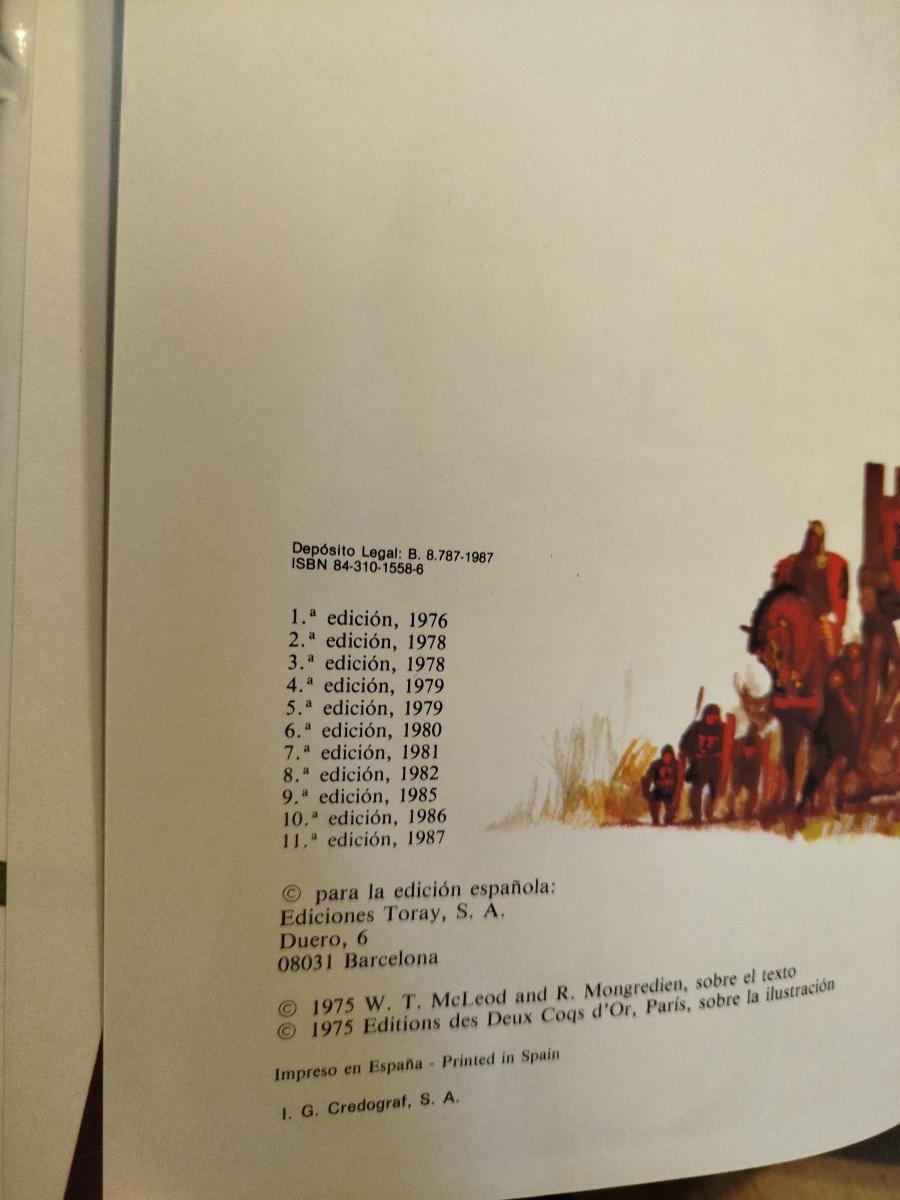 Depósito Legal: B. 8.787-1987
ISBN 84-310-1558-6
1.ª edición, 1976
2.ª edición, 1978
3.ª edición, 1978
4.ª edición, 1979
5.ª edición, 1979
6.ª edición, 1980
7.ª edición, 1981
8.ª edición, 1982
9.ª edición, 1985
10.ª edición, 1986
11.ª edición, 1987
© para la edición española:
Ediciones Toray, S. A.
Duero, 6
08031 Barcelona
© 1975 W. T. McLeod and R. Mongredien, sobre el texto
© 1975 Editions des Deux Coqs d'Or, París, sobre la ilustración
Impreso en España - Printed in Spain
I. G. Credograf, S. A.